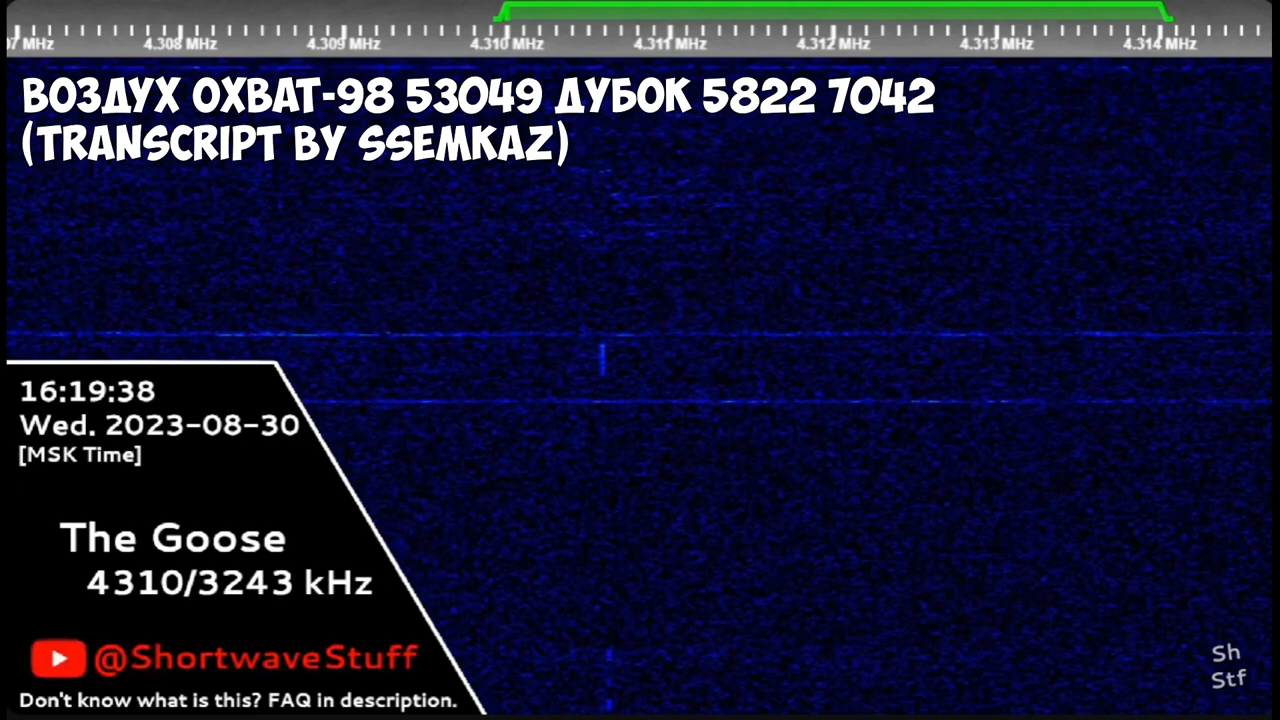 07 MHz 4.308 MHz 4.309 MHz 4.310 MHz 4.311 MHz 4.312 MHz 4.313 MHz 4.314 MHz
ВОЗДУХ ОХВАТ-98 53049 ДУБОК 5822 7042
(TRANSCRIPT BY SSEMKAZ)
16:19:38
Wed. 2023-08-30
[MSK Time]
The Goose
4310/3243 kHz
@ShortwaveStuff
Don't know what is this? FAQ in description.
Sh
Stf